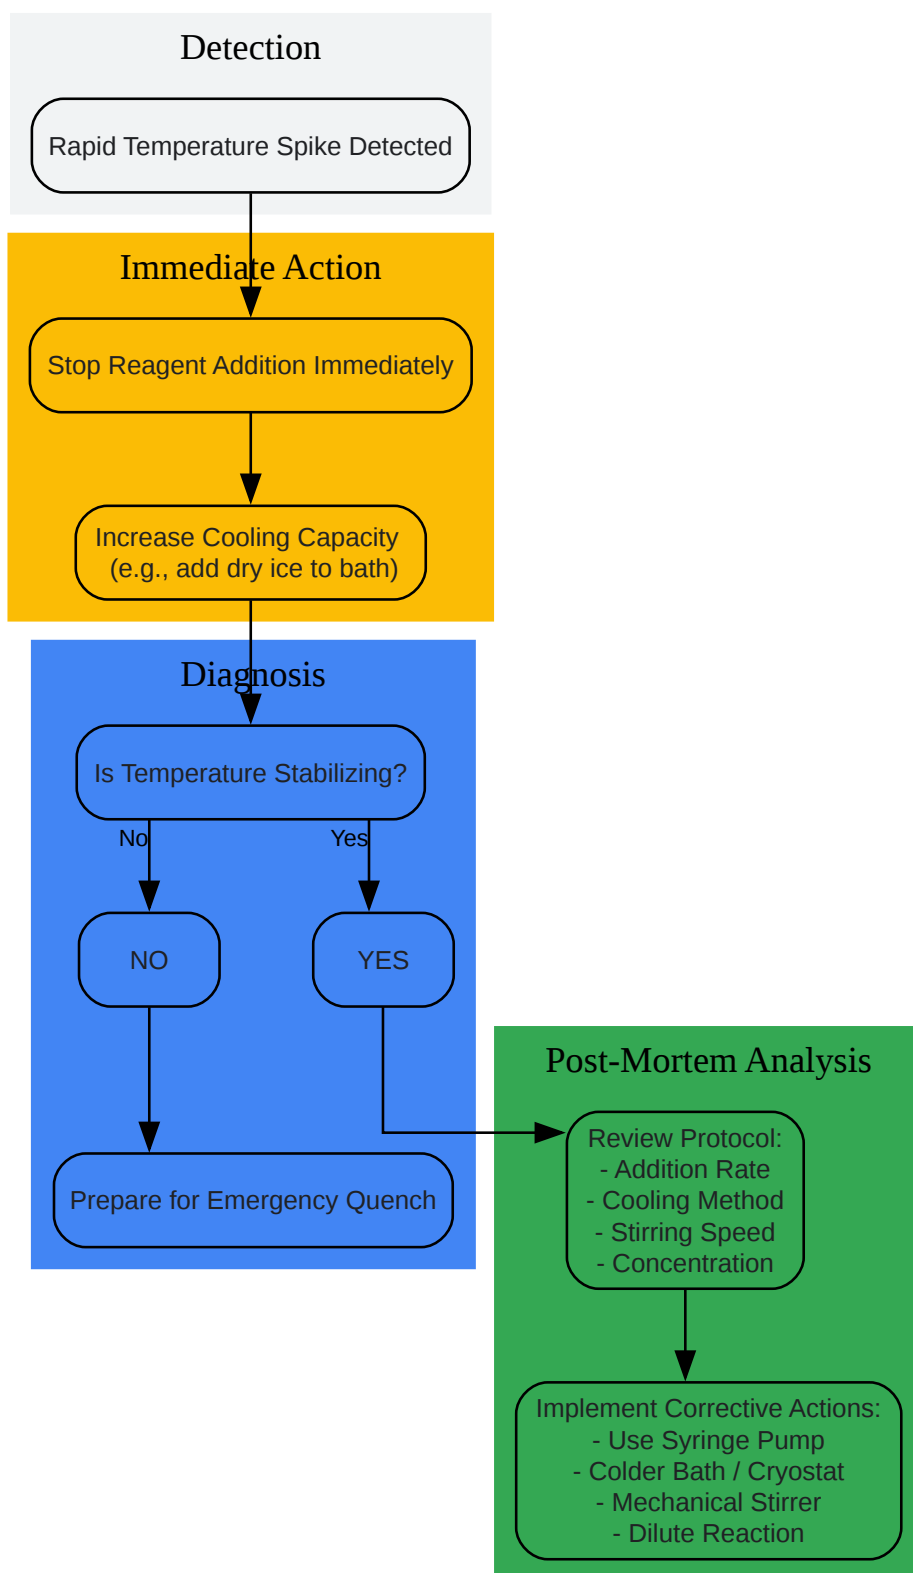 Detection
Rapid Temperature Spike Detected
Immediate Action
Stop Reagent Addition Immediately
Increase Cooling Capacity
(e.g., add dry ice to bath)
Diagnosis
Is Temperature Stabilizing?
No
Yes
NO
YES
Prepare for Emergency Quench
Post-Mortem Analysis
Review Protocol:
- Addition Rate
- Cooling Method
- Stirring Speed
- Concentration
Implement Corrective Actions:
- Use Syringe Pump
- Colder Bath / Cryostat
- Mechanical Stirrer
- Dilute Reaction